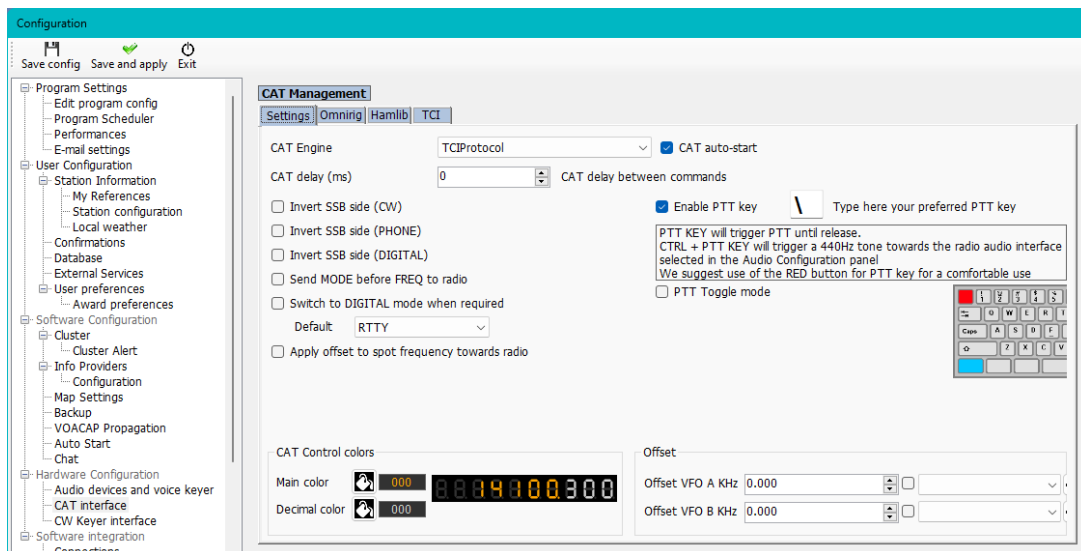 Configuration
Save config Save and apply Exit
Program Settings
Edit program config
Program Scheduler
Performances
E-mail settings
User Configuration
Station Information
My References
Station configuration
Local weather
Confirmations
Database
External Services
User preferences
Award preferences
Software Configuration
Cluster
Cluster Alert
Info Providers
Configuration
Map Settings
Backup
VOACAP Propagation
Auto Start
Chat
Hardware Configuration
Audio devices and voice keyer
CAT interface
CW Keyer interface
Software integration
Connections
CAT Management
Settings Omnirig Hamlib TCI
CAT Engine TCIProtocol CAT auto-start
CAT delay (ms) 0 CAT delay between commands
Invert SSB side (CW)
Invert SSB side (PHONE)
Invert SSB side (DIGITAL)
Send MODE before FREQ to radio
Switch to DIGITAL mode when required
Default RTTY
Apply offset to spot frequency towards radio
Enable PTT key \ Type here your preferred PTT key
PTT KEY will trigger PTT until release.
CTRL + PTT KEY will trigger a 440Hz tone towards the radio audio interface
selected in the Audio Configuration panel
We suggest use of the RED button for PTT key for a comfortable use
PTT Toggle mode
Q W E R T
Caps A S D F
Z X C V
CAT Control colors
Main color 000
Decimal color 000
14100.300
Offset
Offset VFO A KHz 0.000
Offset VFO B KHz 0.000